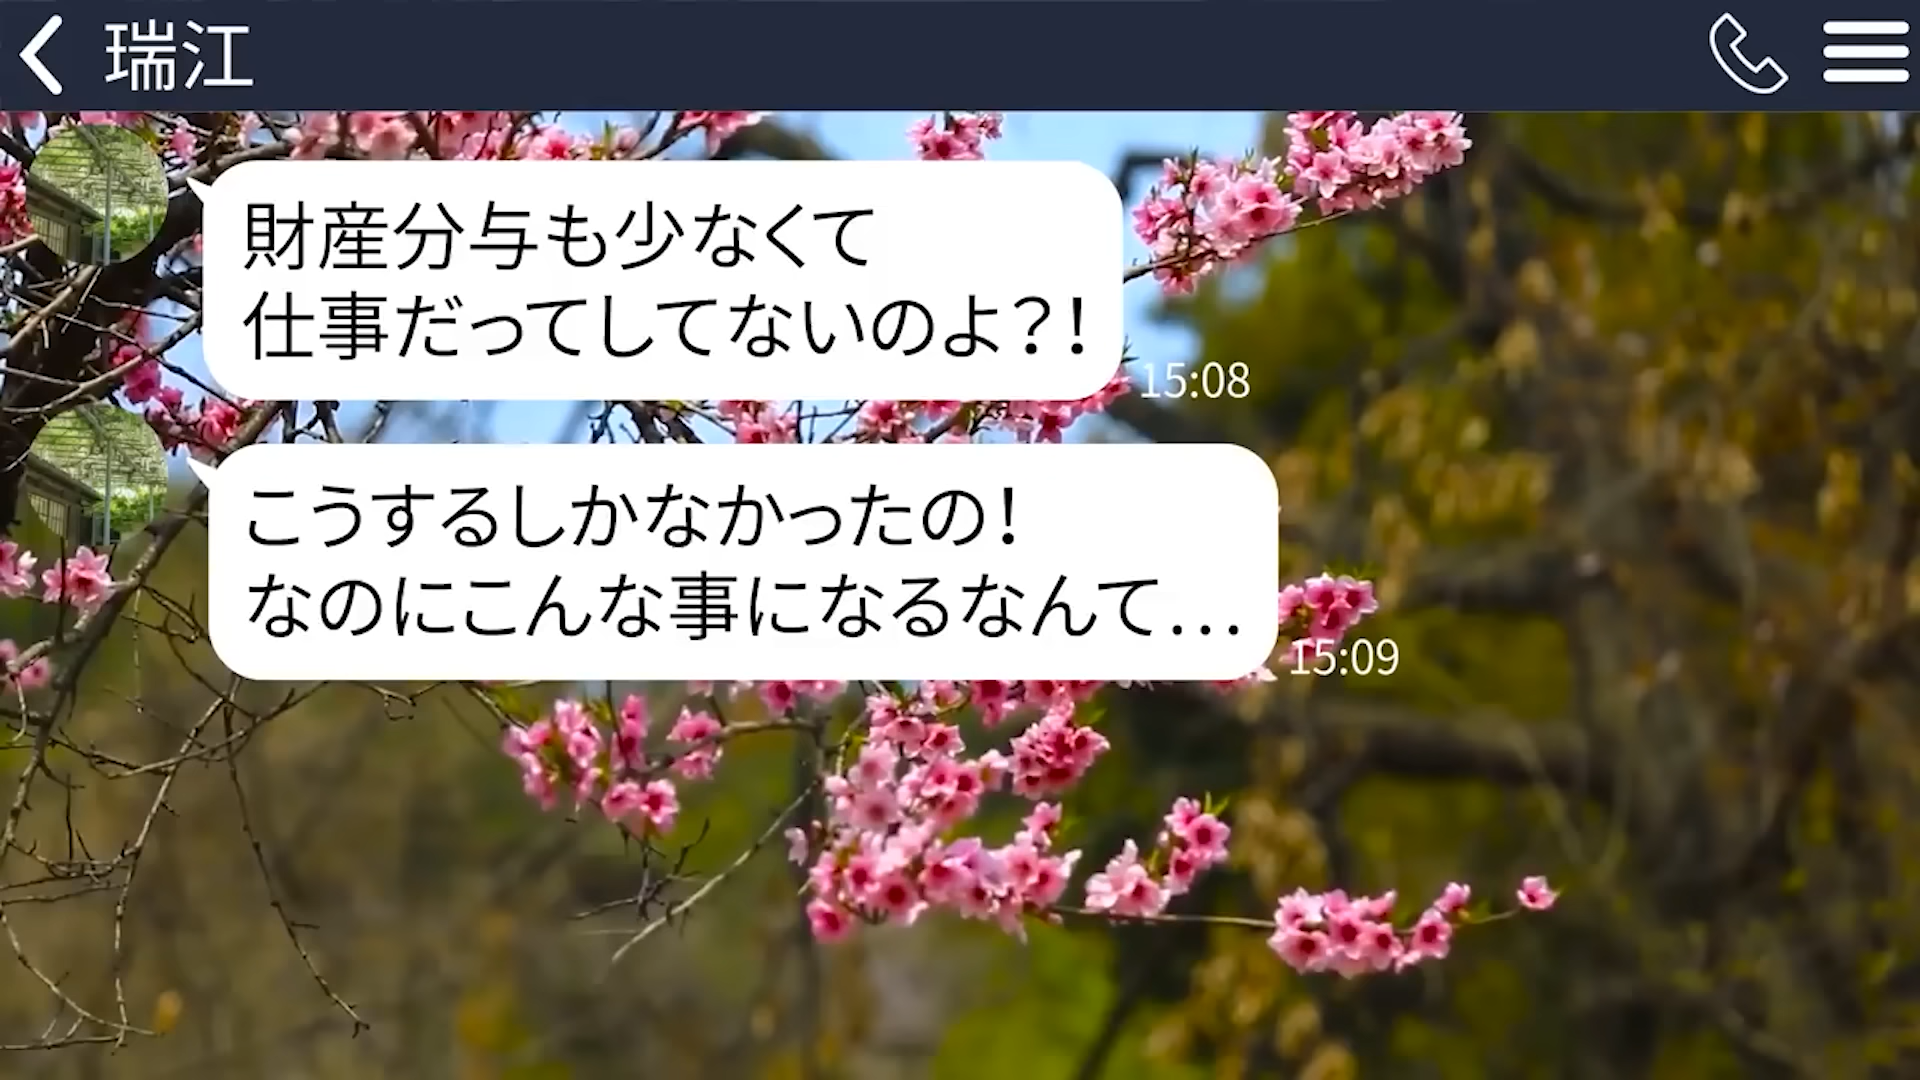 瑞江
財産分与も少なくて
仕事だってしてないのよ?!
15:08
こうするしかなかったの!
なのにこんな事になるなんて…
15:09